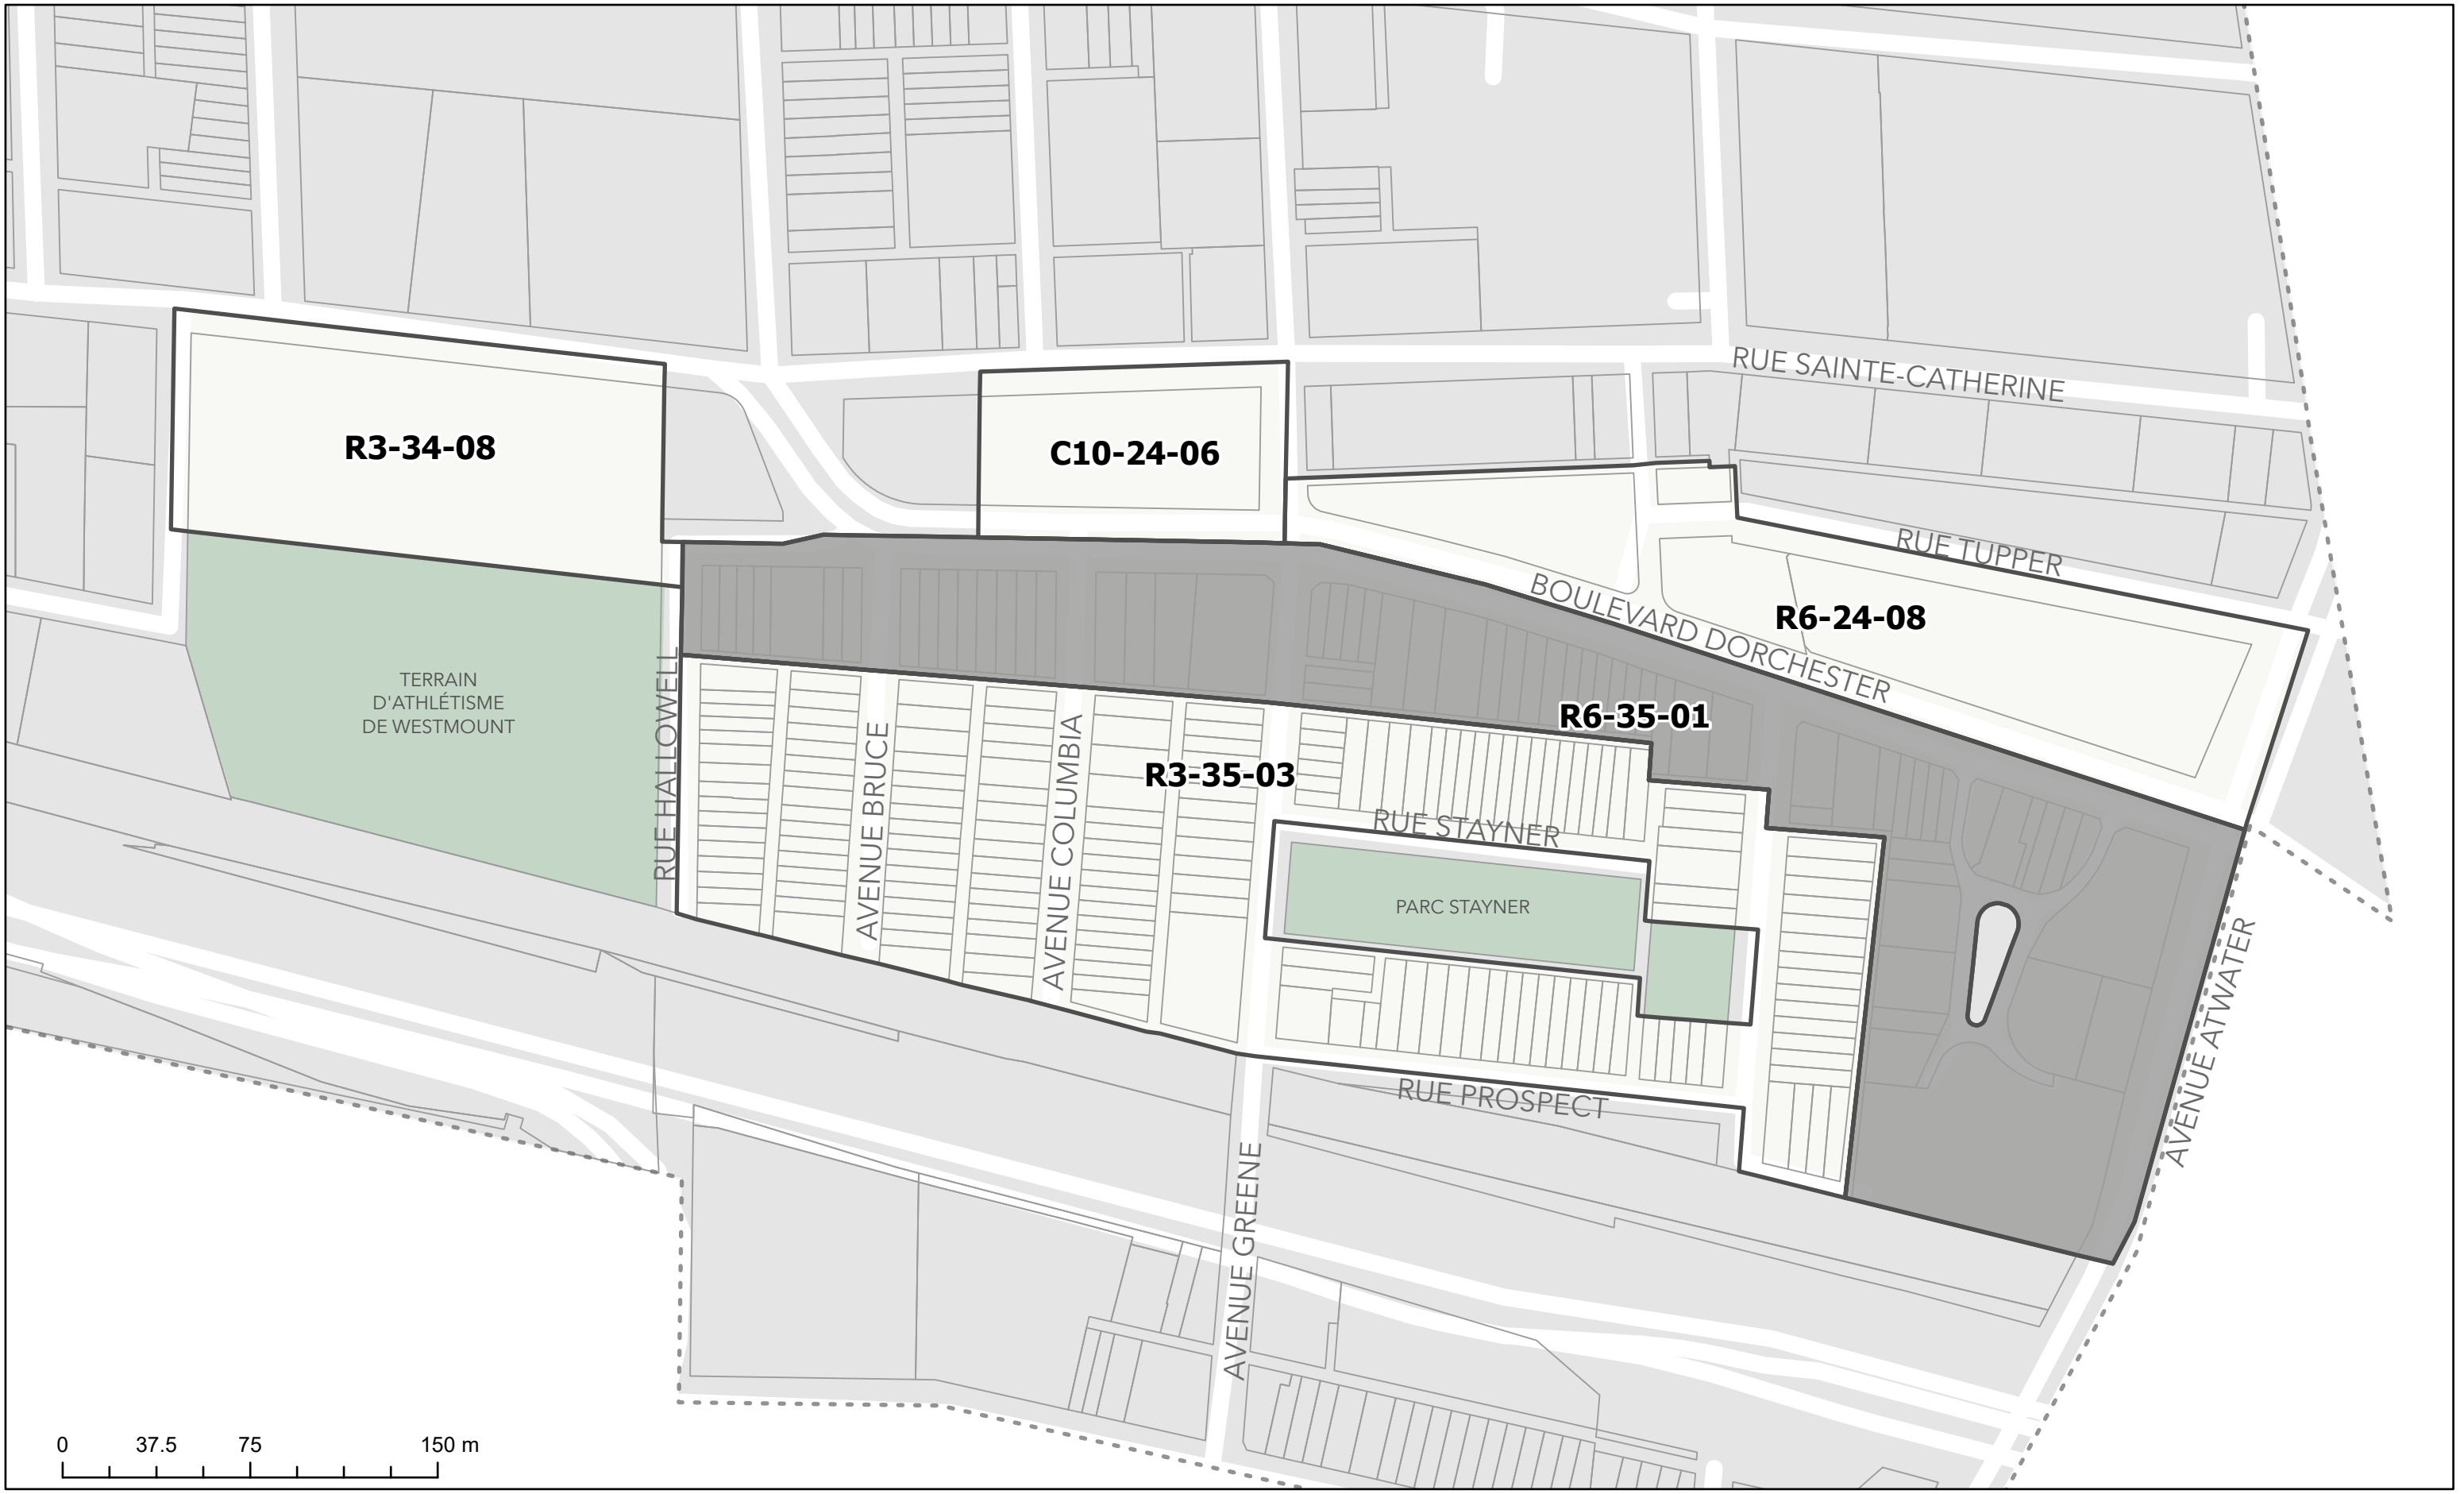 RUE SAINTE-CATHERINE
R3-34-08
C10-24-06
RUE TUPPER
BOULEVARD DORCHESTER
R6-24-08
TERRAIN
D'ATHLÉTISME
DE WESTMOUNT
RUE HALLOWELL
AVENUE BRUCE
AVENUE COLUMBIA
R6-35-01
R3-35-03
RUE STAYNER
PARC STAYNER
AVENUE ATWATER
RUE PROSPECT
AVENUE GREENE
0 37.5 75 150 m